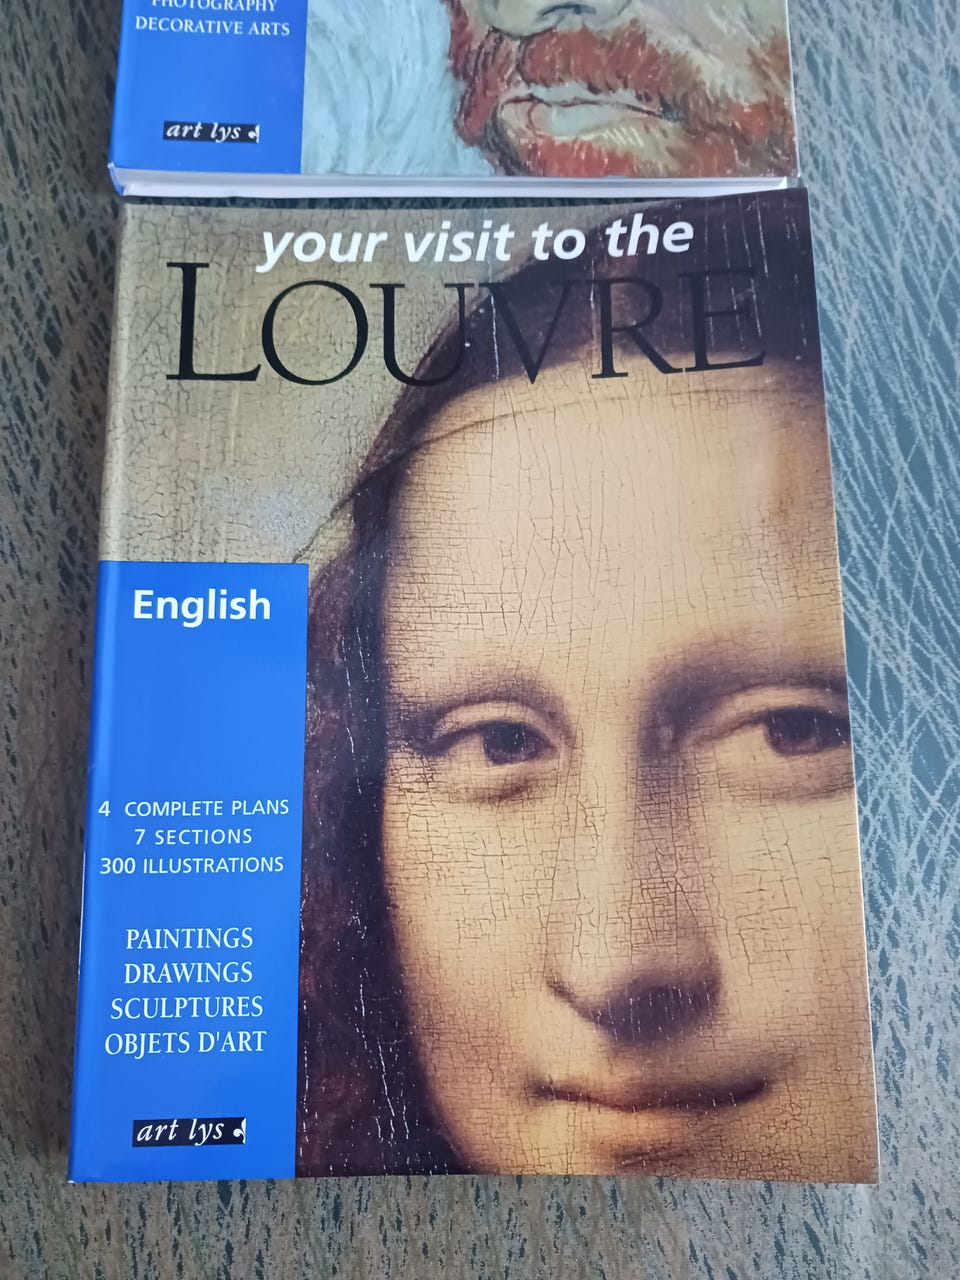 PHOTOGRAPHY
DECORATIVE ARTS
art lys
your visit to the
LOUVRE
English
4 COMPLETE PLANS
7 SECTIONS
300 ILLUSTRATIONS
PAINTINGS
DRAWINGS
SCULPTURES
OBJETS D'ART
art lys